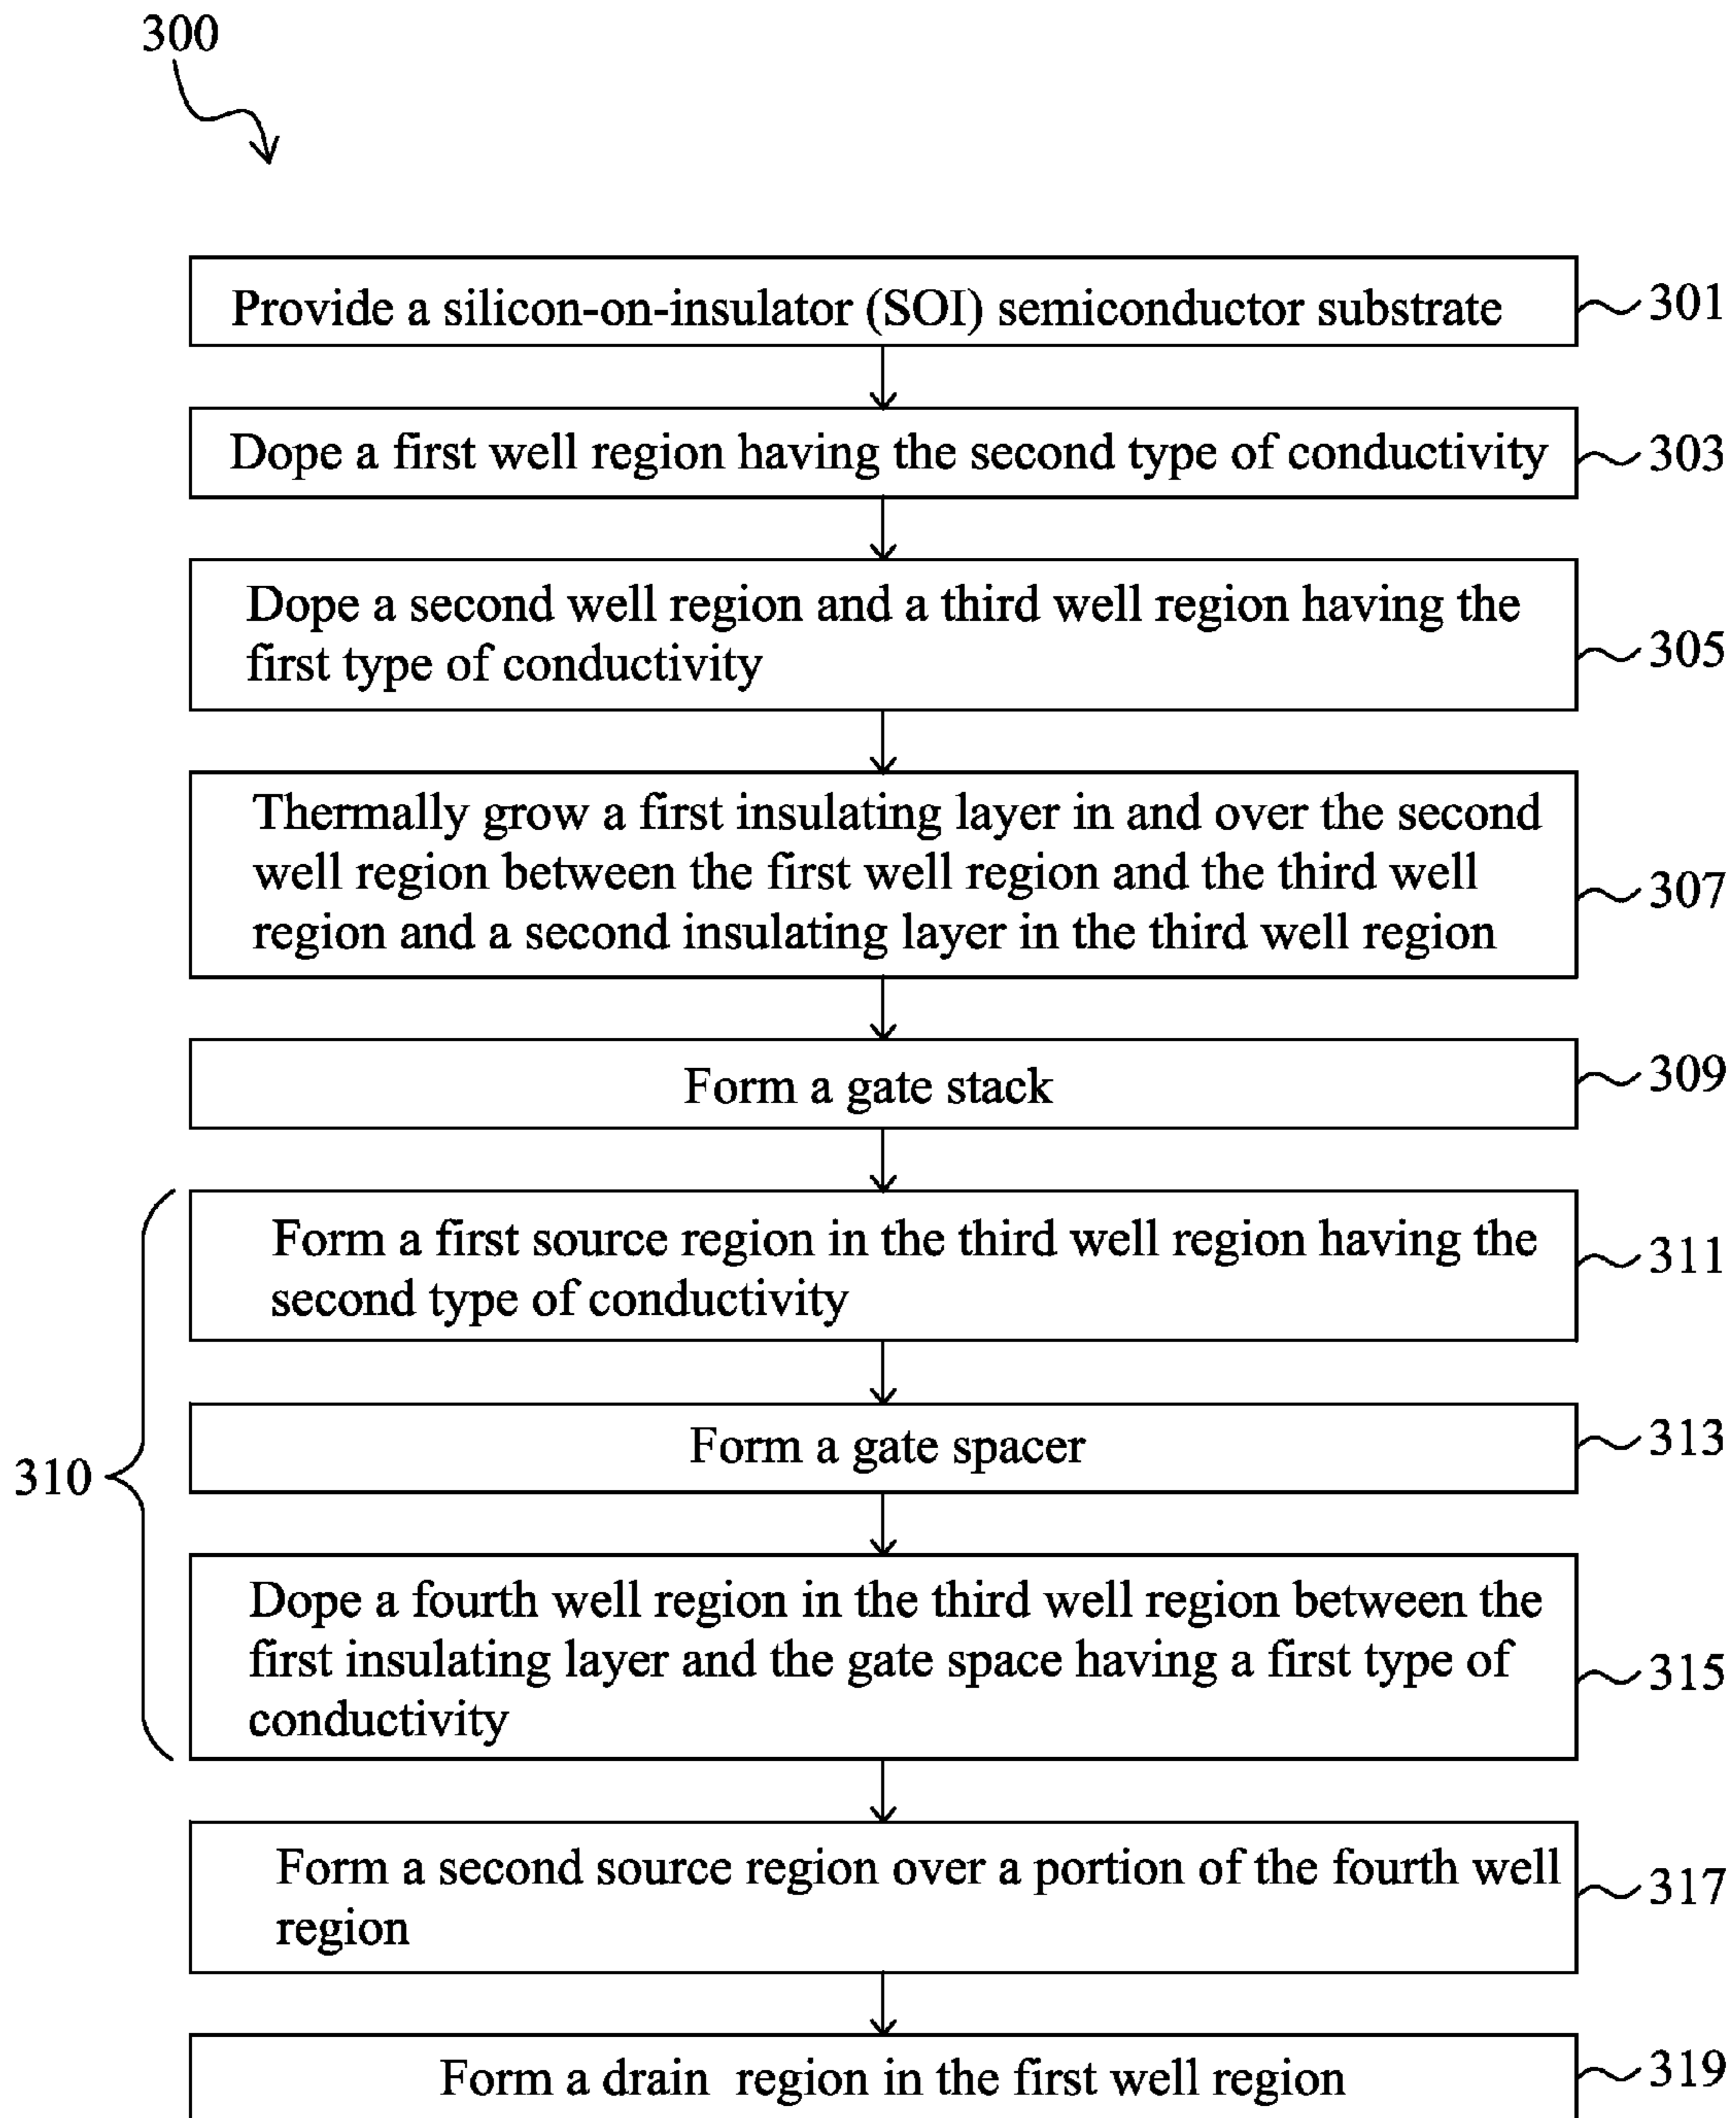 300
Provide a silicon-on-insulator (SOI) semiconductor substrate
301
Dope a first well region having the second type of conductivity
303
Dope a second well region and a third well region having the
first type of conductivity
305
Thermally grow a first insulating layer in and over the second
well region between the first well region and the third well
region and a second insulating layer in the third well region
307
Form a gate stack
309
310
Form a first source region in the third well region having the
second type of conductivity
311
Form a gate spacer
313
Dope a fourth well region in the third well region between the
first insulating layer and the gate space having a first type of
conductivity
315
Form a second source region over a portion of the fourth well
region
317
Form a drain region in the first well region
319